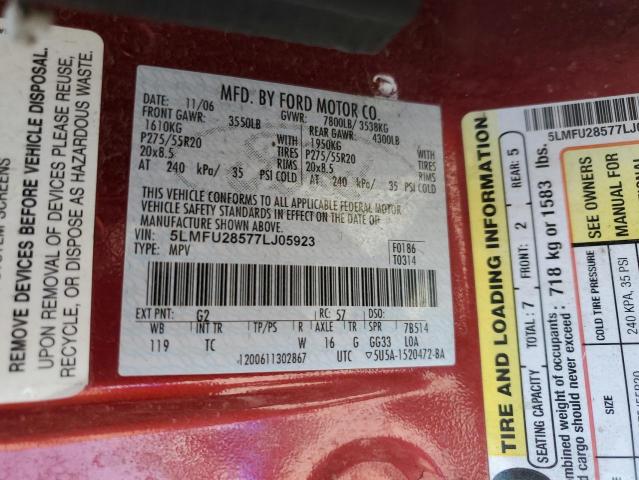 SYSTEM SCREENS
REMOVE DEVICES BEFORE VEHICLE DISPOSAL.
UPON REMOVAL OF DEVICES PLEASE REUSE,
RECYCLE, OR DISPOSE AS HAZARDOUS WASTE.
MFD. BY FORD MOTOR CO.
DATE: 11/06 GVWR: 7800LB/ 3538KG
FRONT GAWR: 3550LB REAR GAWR: 4300LB
1610KG 1950KG
P275/55R20 WITH TIRES P275/55R20 WITH TIRES
20x8.5 RIMS 20x8.5 RIMS
AT 240 kPa/ 35 PSI COLD AT 240 kPa/ 35 PSI COLD
THIS VEHICLE CONFORMS TO ALL APPLICABLE FEDERAL MOTOR
VEHICLE SAFETY STANDARDS IN EFFECT ON THE DATE OF
MANUFACTURE SHOWN ABOVE.
VIN: 5LMFU28577LJ05923
TYPE: MPV
F0186
T0314
EXT PNT: G2 RC: 57 DSO:
WB INT TR TP/PS R AXLE TR SPR 7B514
119 TC W 16 G GG33 LOA
1200611302867 UTC 5U5A-1520472-BA
5LMFU28577LJ0
TIRE AND LOADING INFORMATION
SEATING CAPACITY TOTAL: 7 FRONT: 2 REAR: 5
combined weight of occupants : 718 kg or 1583 lbs.
d cargo should never exceed :
SIZE COLD TIRE PRESSURE SEE OWNERS
MANUAL FOR
240 KPA, 35 PSI